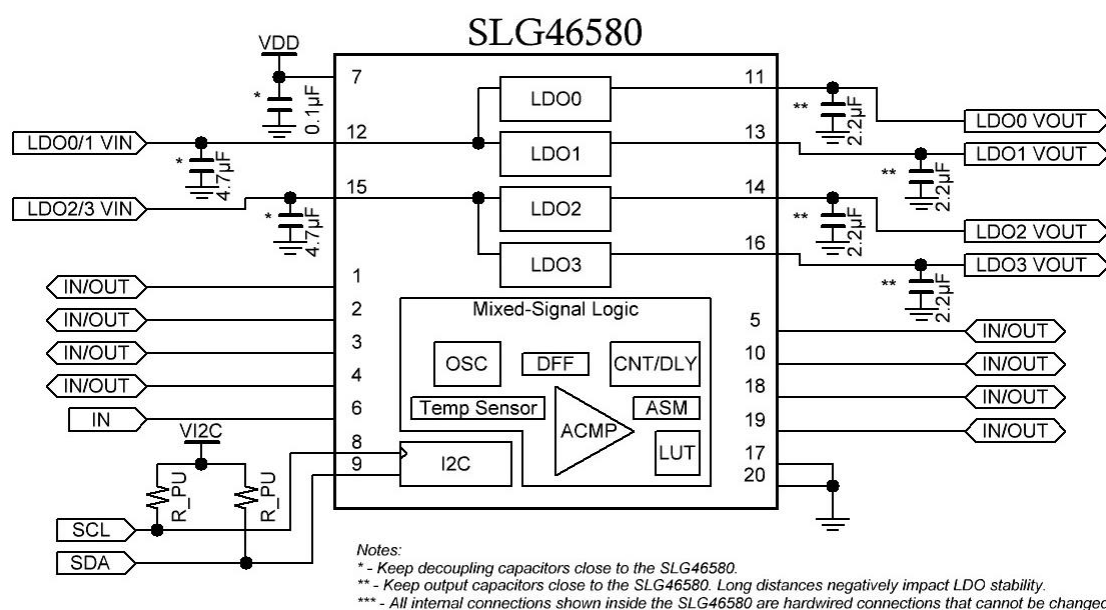 SLG46580
VDD
*
0.1µF
7
LDO0/1 VIN
*
4.7µF
12
LDO2/3 VIN
*
4.7µF
15
LDO0
LDO1
LDO2
LDO3
11
**
2.2µF
LDO0 VOUT
13
**
2.2µF
LDO1 VOUT
14
**
2.2µF
LDO2 VOUT
16
**
2.2µF
LDO3 VOUT
IN/OUT 1
IN/OUT 2
IN/OUT 3
IN/OUT 4
IN 6
VI2C
R_PU
R_PU
8
9
SCL
SDA
Mixed-Signal Logic
OSC
DFF
CNT/DLY
Temp Sensor
ACMP
ASM
LUT
I2C
5 IN/OUT
10 IN/OUT
18 IN/OUT
19 IN/OUT
17
20
Notes:
* - Keep decoupling capacitors close to the SLG46580.
** - Keep output capacitors close to the SLG46580. Long distances negatively impact LDO stability.
*** - All internal connections shown inside the SLG46580 are hardwired connections that cannot be changed